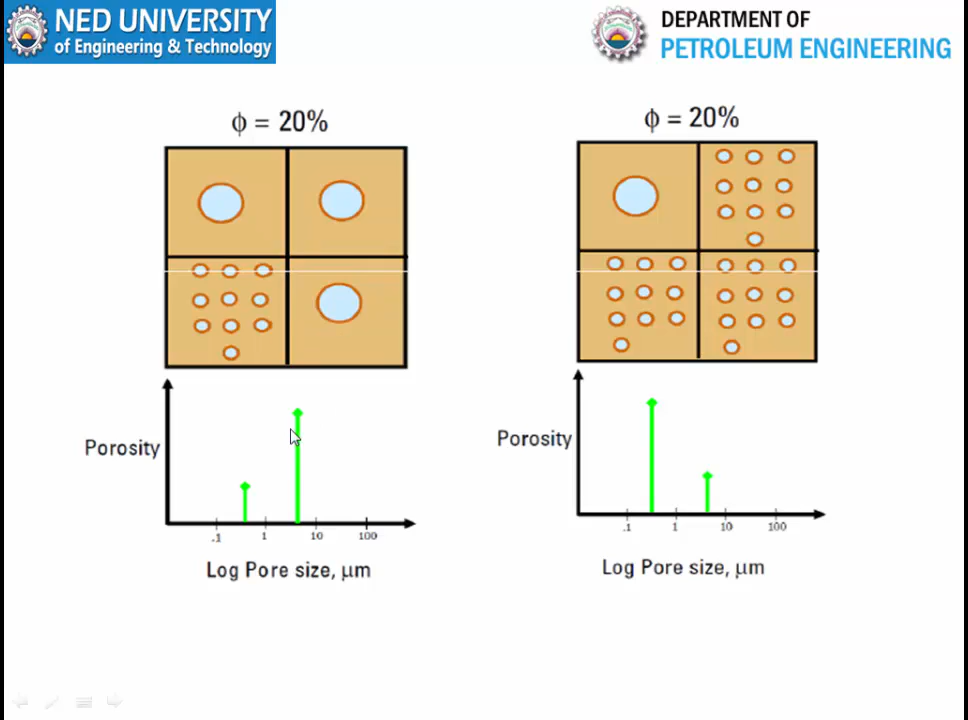 NED UNIVERSITY
of Engineering & Technology
DEPARTMENT OF
PETROLEUM ENGINEERING
ϕ = 20%
Porosity
.1 1 10 100
Log Pore size, μm
ϕ = 20%
Porosity
.1 1 10 100
Log Pore size, μm